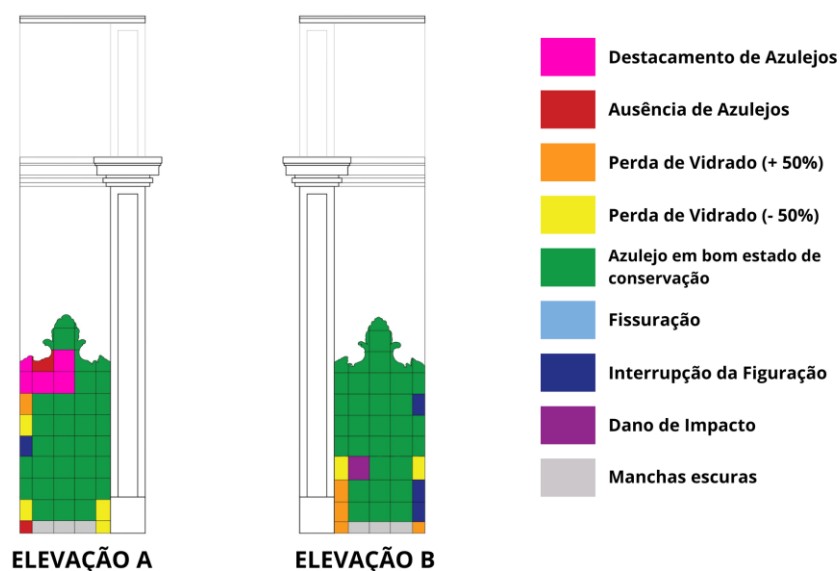 Destacamento de Azulejos
Ausência de Azulejos
Perda de Vidrado (+ 50%)
Perda de Vidrado (- 50%)
Azulejo em bom estado de
conservação
Fissuração
Interrupção da Figuração
Dano de Impacto
Manchas escuras
ELEVAÇÃO A
ELEVAÇÃO B